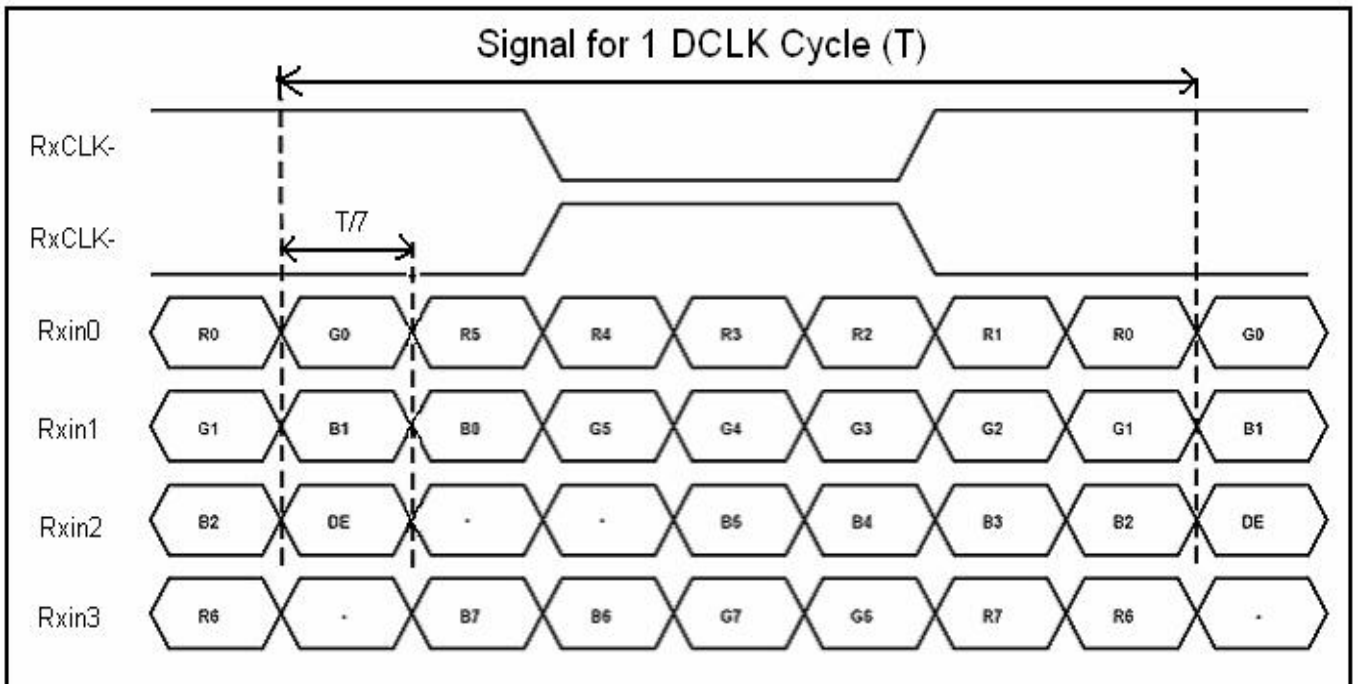 Signal for 1 DCLK Cycle (T)
RxCLK-
RxCLK-
T/7
Rxin0 R0 G0 R5 R4 R3 R2 R1 R0 G0
Rxin1 G1 B1 B0 G5 G4 G3 G2 G1 B1
Rxin2 B2 DE - - B5 B4 B3 B2 DE
Rxin3 R6 - B7 B6 G7 G6 R7 R6 -